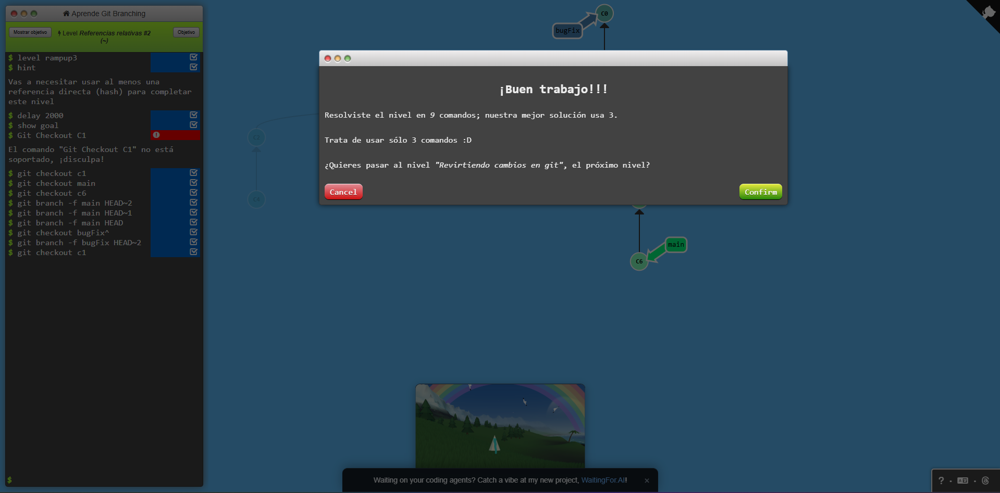 Aprende Git Branching
Mostrar objetivo
Level Referencias relativas #2
(~)
Objetivo
$ level rampup3
$ hint
Vas a necesitar usar al menos una
referencia directa (hash) para completar
este nivel
$ delay 2000
$ show goal
$ Git Checkout C1
El comando "Git Checkout C1" no está
soportado, ¡disculpa!
$ git checkout c1
$ git checkout main
$ git checkout c6
$ git branch -f main HEAD~2
$ git branch -f main HEAD~1
$ git branch -f main HEAD
$ git checkout bugFix^
$ git branch -f bugFix HEAD~2
$ git checkout c1
$
C0
bugFix
¡Buen trabajo!!!
Resolviste el nivel en 9 comandos; nuestra mejor solución usa 3.
Trata de usar sólo 3 comandos :D
¿Quieres pasar al nivel "Revirtiendo cambios en git", el próximo nivel?
Cancel
Confirm
C2
C4
main
C6
Waiting on your coding agents? Catch a vibe at my new project, WaitingFor.AI!
×
?